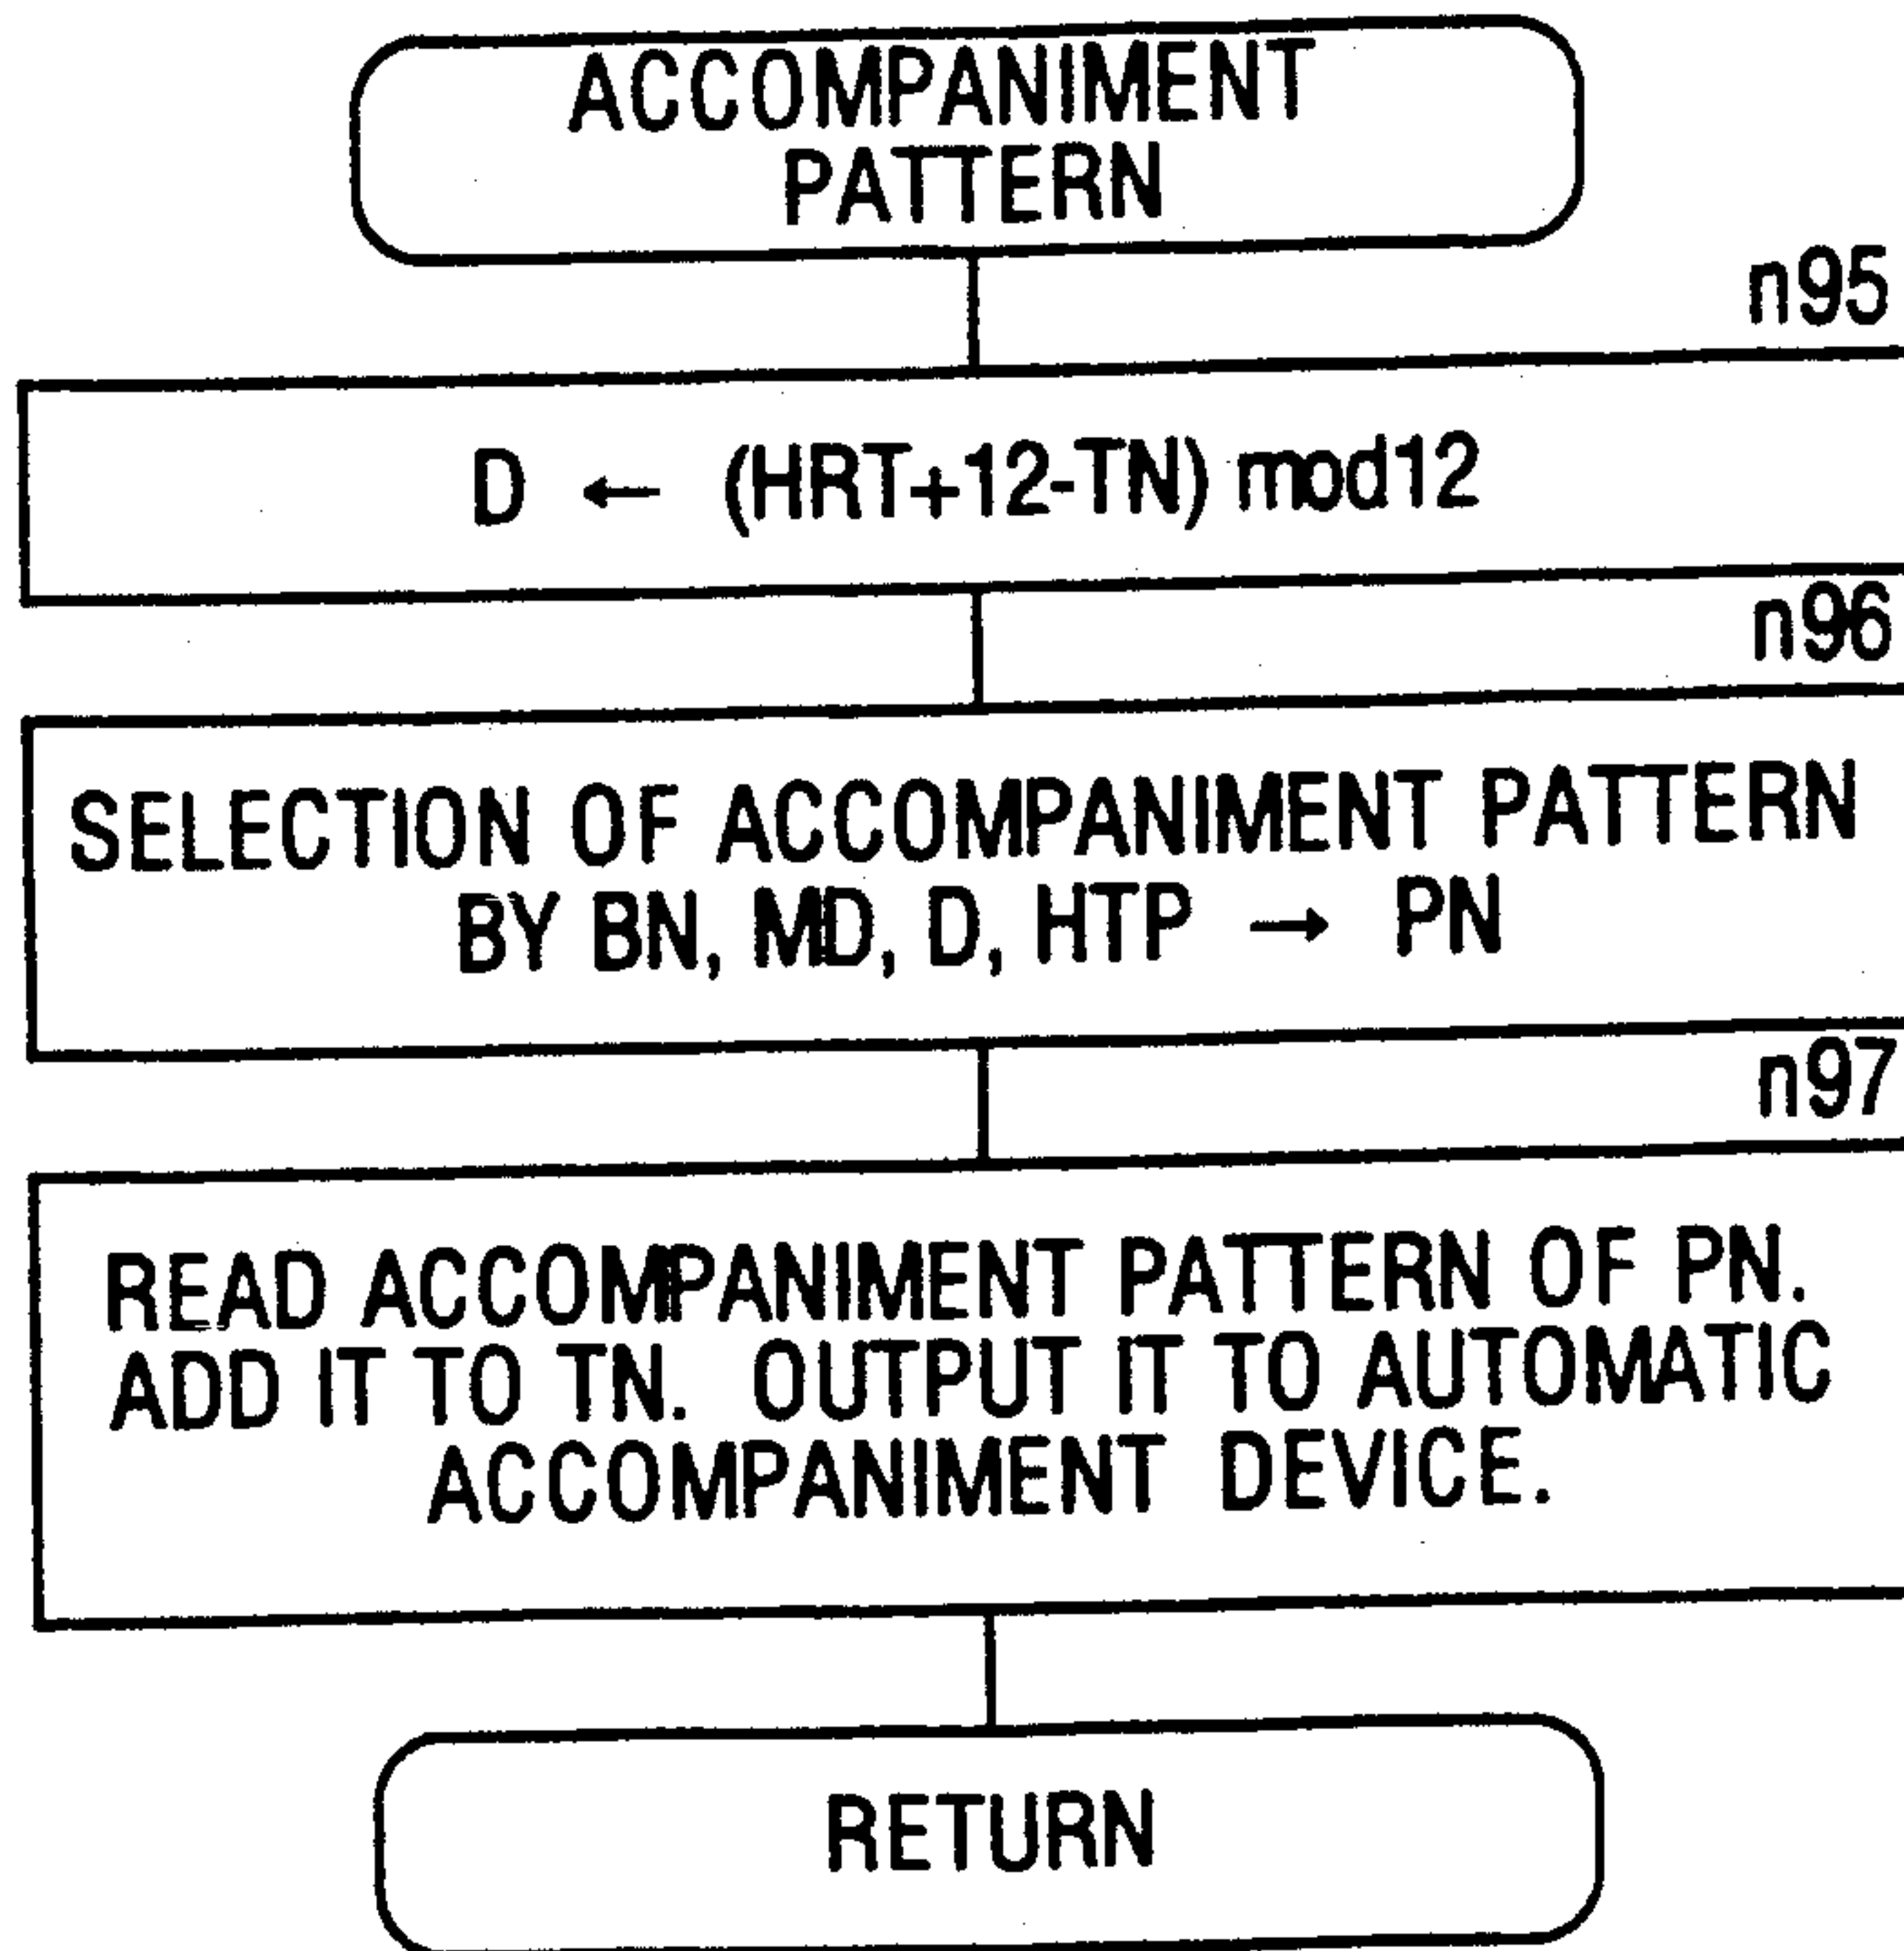 ACCOMPANIMENT
PATTERN
n95
D ← (HRT+12-TN) mod12
n96
SELECTION OF ACCOMPANIMENT PATTERN
BY BN, MD, D, HTP → PN
n97
READ ACCOMPANIMENT PATTERN OF PN.
ADD IT TO TN. OUTPUT IT TO AUTOMATIC
ACCOMPANIMENT DEVICE.
RETURN